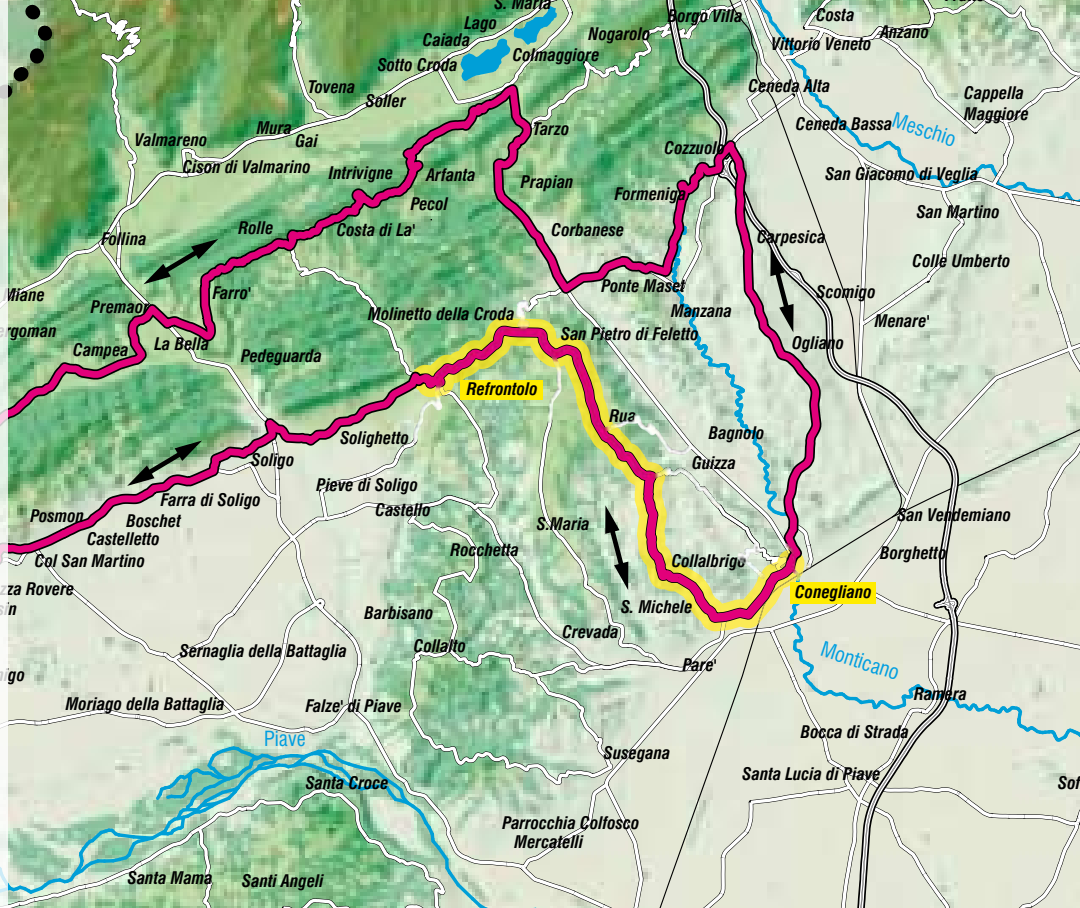 S. Maria
Lago
Caiada
Sotto Croda
Colmaggiore
Nogarolo
Borgo Villa
Costa
Anzano
Vittorio Veneto
Tovena
Soller
Ceneda Alta
Cappella
Maggiore
Valmareno
Mura
Gai
Tarzo
Ceneda Bassa
Meschio
Cison di Valmarino
Intrivigne
Arfanta
Prapian
Cozzuolo
San Giacomo di Veglia
Formeniga
Pecol
San Martino
Rolle
Costa di La'
Corbanese
Carpesica
Follina
Colle Umberto
Miane
Farro'
Ponte Maset
Scomigo
Premaor
Molinetto della Croda
Manzana
Menare'
ergoman
Campea
La Bella
Pedeguarda
San Pietro di Feletto
Ogliano
Refrontolo
Rua
Solighetto
Bagnolo
Soligo
Guizza
Pieve di Soligo
Farra di Soligo
Castello
Posmon
Boschet
Castelletto
S.Maria
San Vendemiano
Col San Martino
Rocchetta
Collalbrigo
Borghetto
zza Rovere
sin
Conegliano
S. Michele
Barbisano
Crevada
Collalto
Sernaglia della Battaglia
Pare'
Monticano
nigo
Ramera
Moriago della Battaglia
Falze' di Piave
Bocca di Strada
Piave
Susegana
Santa Croce
Santa Lucia di Piave
Sof
Parrocchia Colfosco
Mercatelli
Santa Mama
Santi Angeli